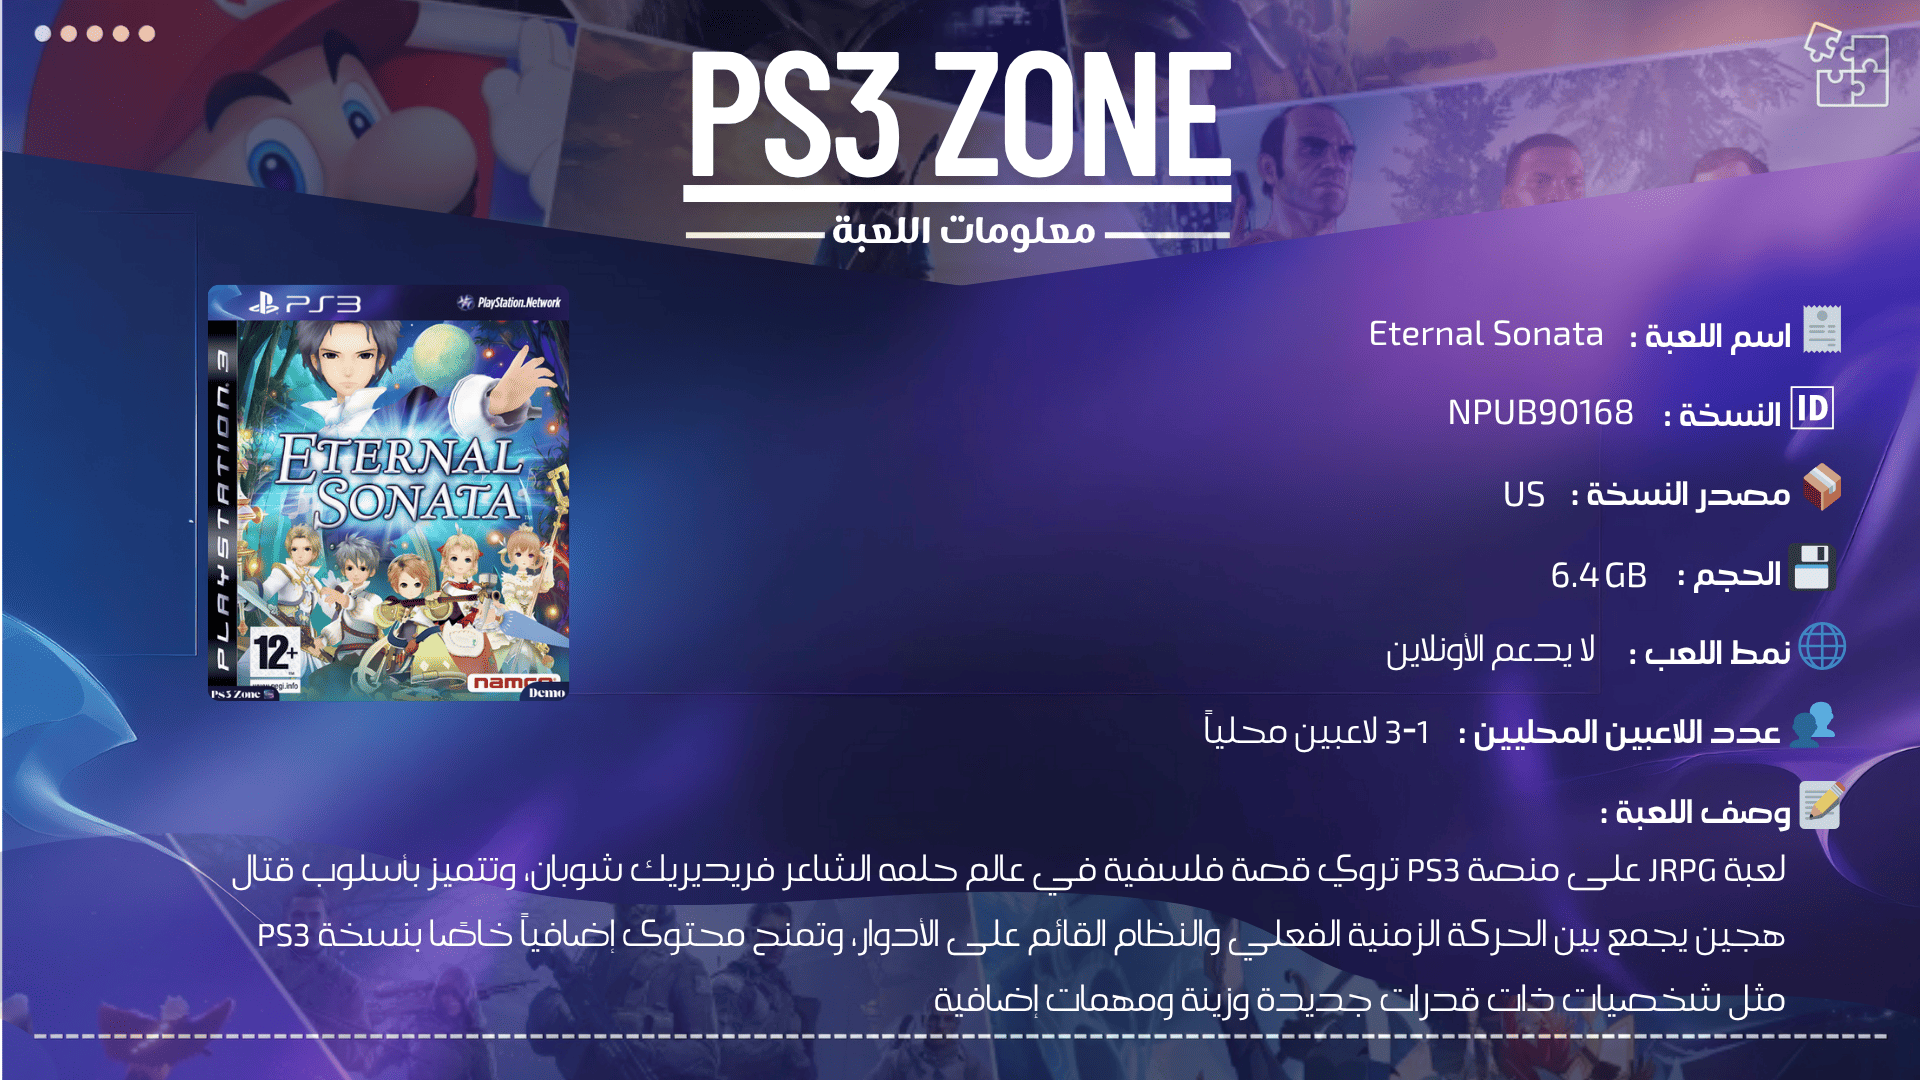 PS3 ZONE
معلومات اللعبة
PS3 PlayStation.Network
PLAYSTATION 3
ETERNAL
SONATA
12+
www.pegi.info
namco
Ps3 Zone
Demo
اسم اللعبة : Eternal Sonata
ID النسخة : NPUB90168
مصدر النسخة : US
الحجم : 6.4 GB
نمط اللعب : لا يدعم الأونلاين
عدد اللاعبين المحليين : 1-3 لاعبين محلياً
وصف اللعبة :
لعبة JRPG على منصة PS3 تروي قصة فلسفية في عالم حلمه الشاعر فريديريك شوبان، وتتميز بأسلوب قتال
هجين يجمع بين الحركة الزمنية الفعلي والنظام القائم على الأدوار، وتمنح محتوى إضافياً خاصًا بنسخة PS3
مثل شخصيات ذات قدرات جديدة وزينة ومهمات إضافية